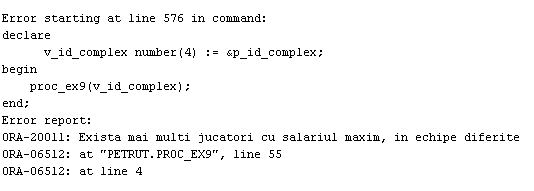 Error starting at line 576 in command:
declare
v_id_complex number(4) := &p_id_complex;
begin
proc_ex9(v_id_complex);
end;
Error report:
ORA-20011: Exista mai multi jucatori cu salariul maxim, in echipe diferite
ORA-06512: at "PETRUT.PROC_EX9", line 55
ORA-06512: at line 4